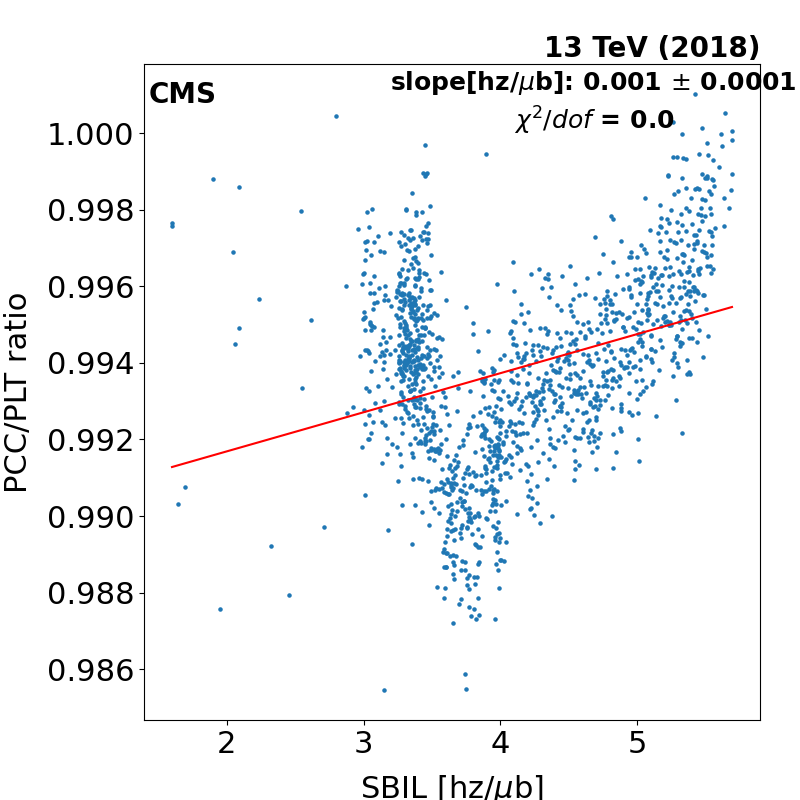 13 TeV (2018)
CMS
slope[hz/μb]: 0.001 ± 0.0001
χ²/dof = 0.0
PCC/PLT ratio
1.000
0.998
0.996
0.994
0.992
0.990
0.988
0.986
2 3 4 5
SBIL [hz/μb]